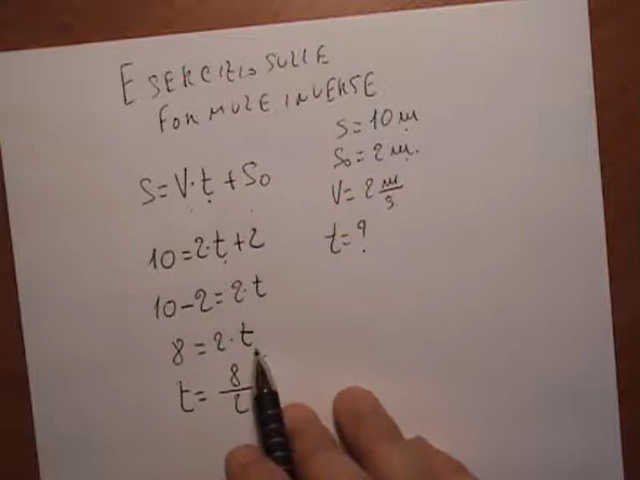 ESERCIZIO SULLE
FORMULE INVERSE
S=V·t+S₀
10=2·t+2
10-2=2·t
8=2·t
t=8/2
S=10 m
S₀=2 m.
V=2 m/s
t=?